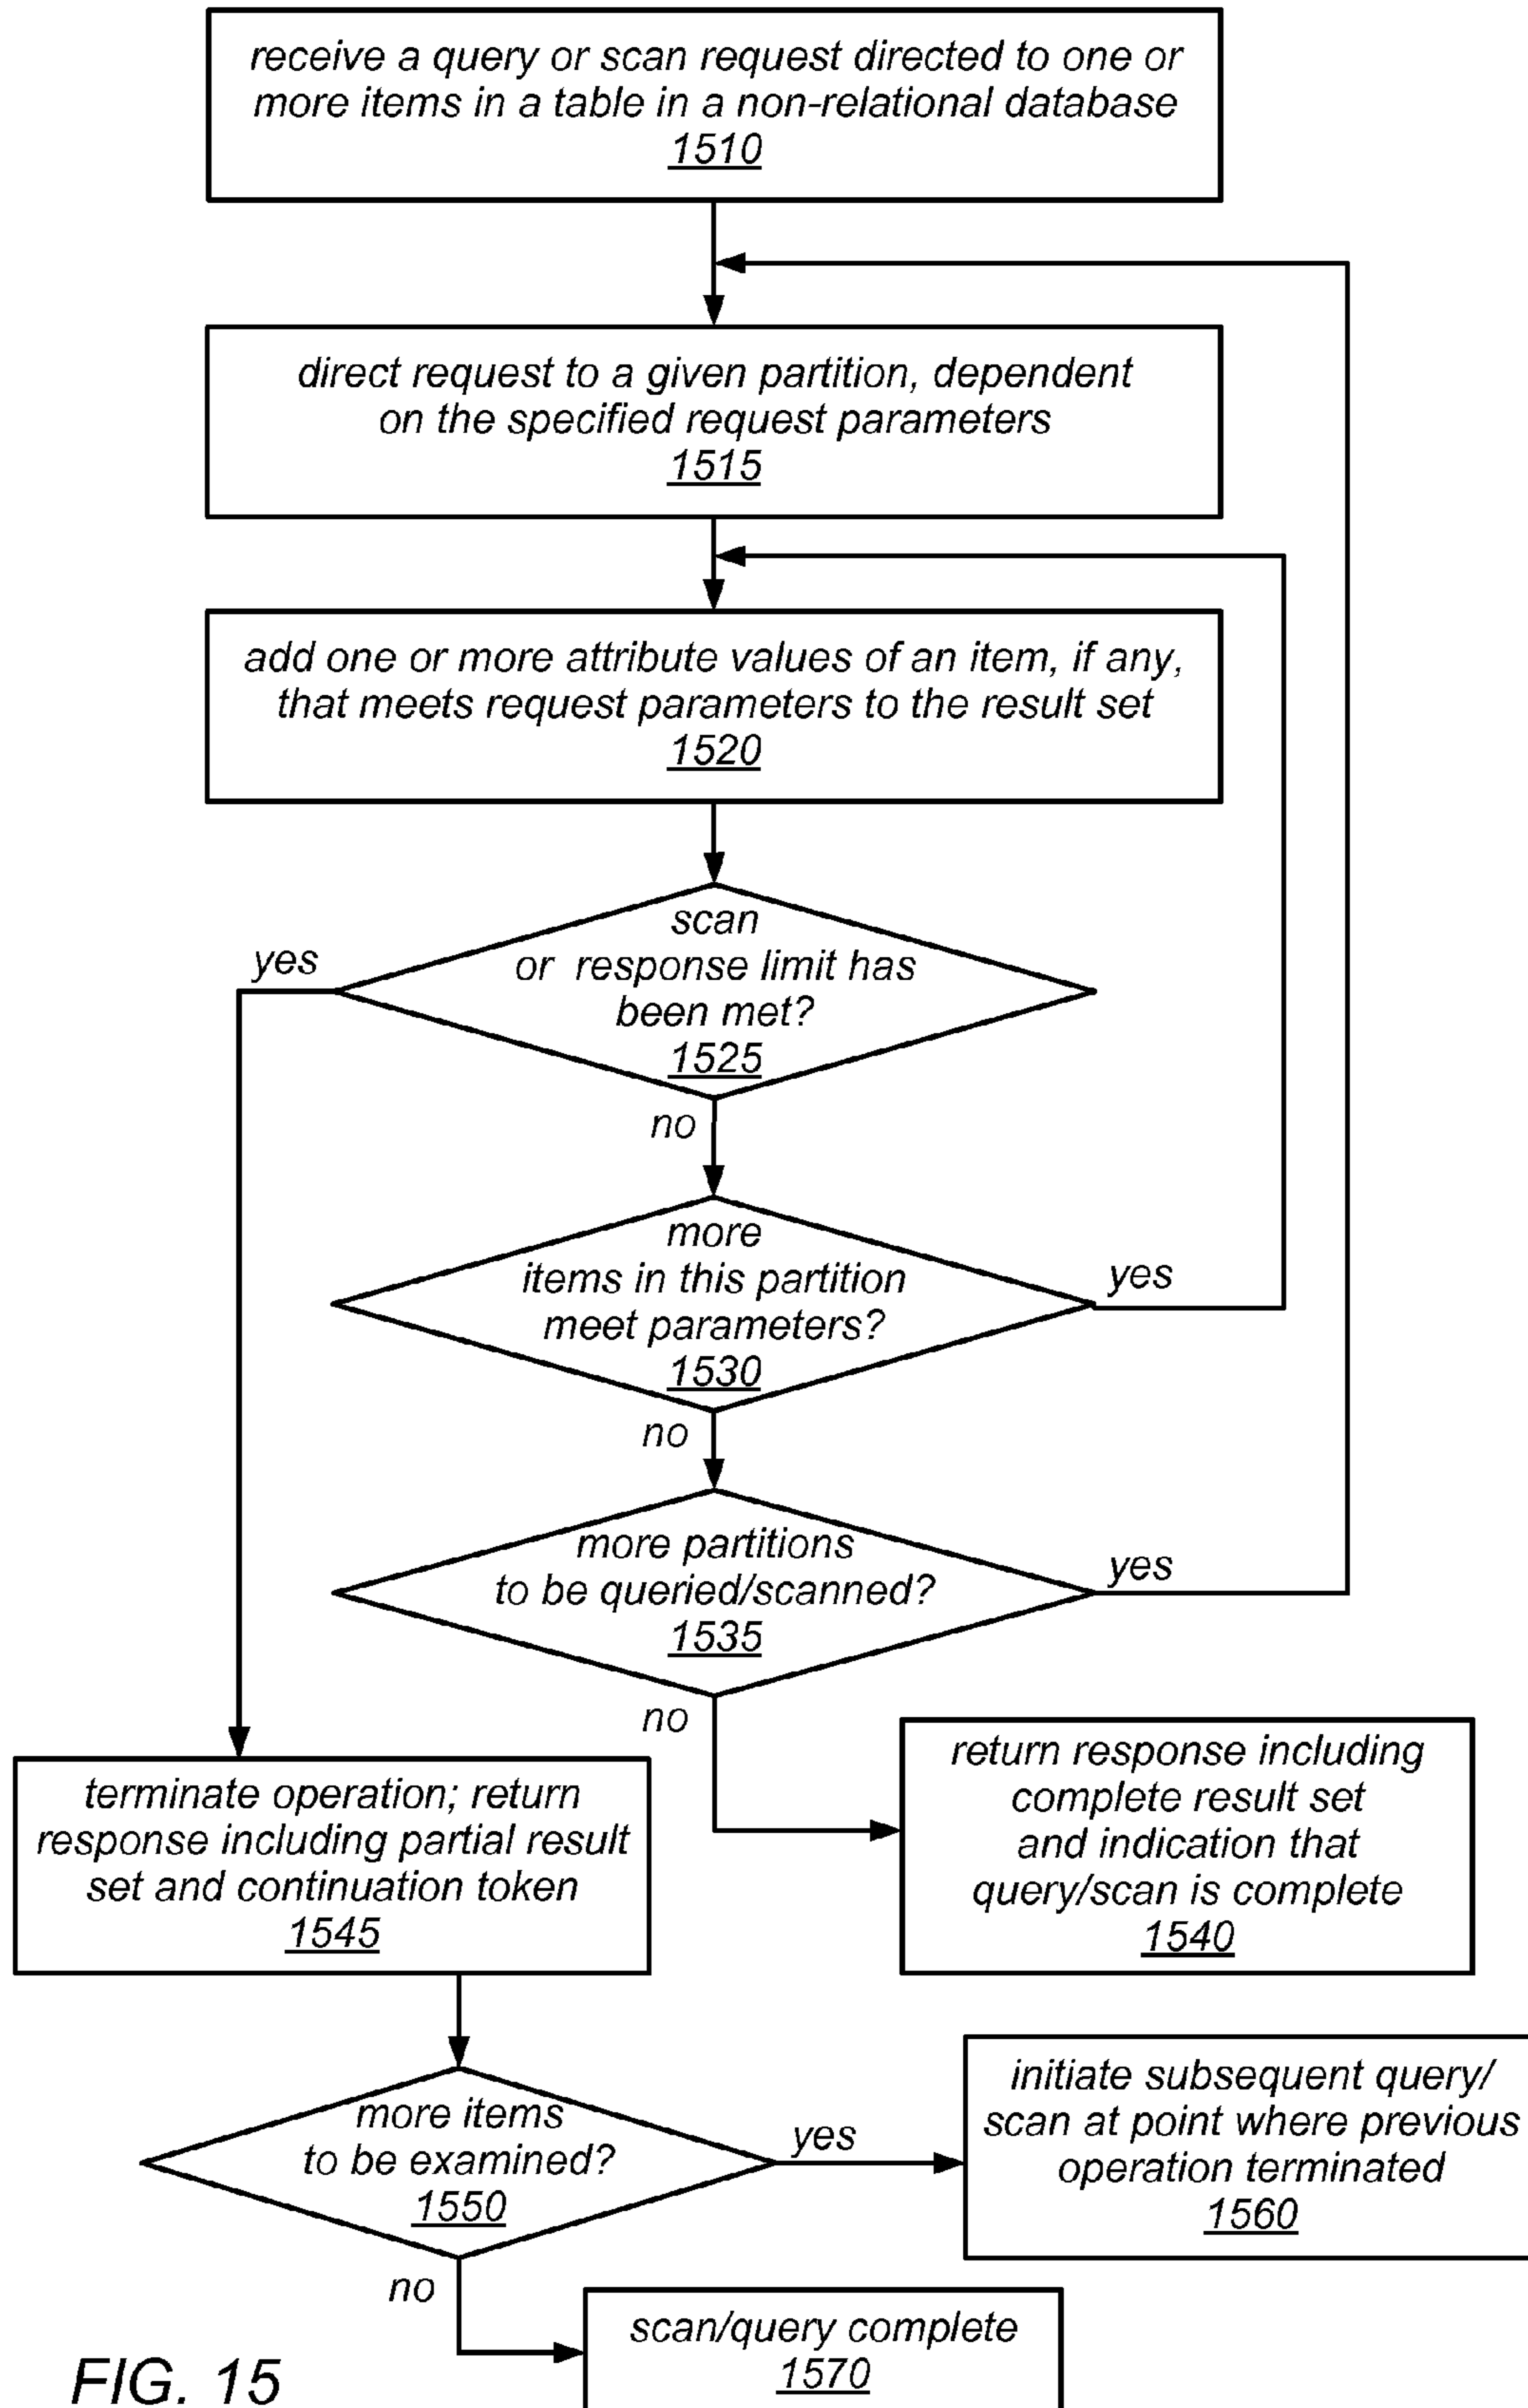 receive a query or scan request directed to one or
more items in a table in a non-relational database
1510
direct request to a given partition, dependent
on the specified request parameters
1515
add one or more attribute values of an item, if any,
that meets request parameters to the result set
1520
scan
or response limit has
been met?
1525
yes
no
more
items in this partition
meet parameters?
1530
yes
no
more partitions
to be queried/scanned?
1535
yes
no
return response including
complete result set
and indication that
query/scan is complete
1540
terminate operation; return
response including partial result
set and continuation token
1545
more items
to be examined?
1550
yes
initiate subsequent query/
scan at point where previous
operation terminated
1560
no
scan/query complete
1570
FIG. 15